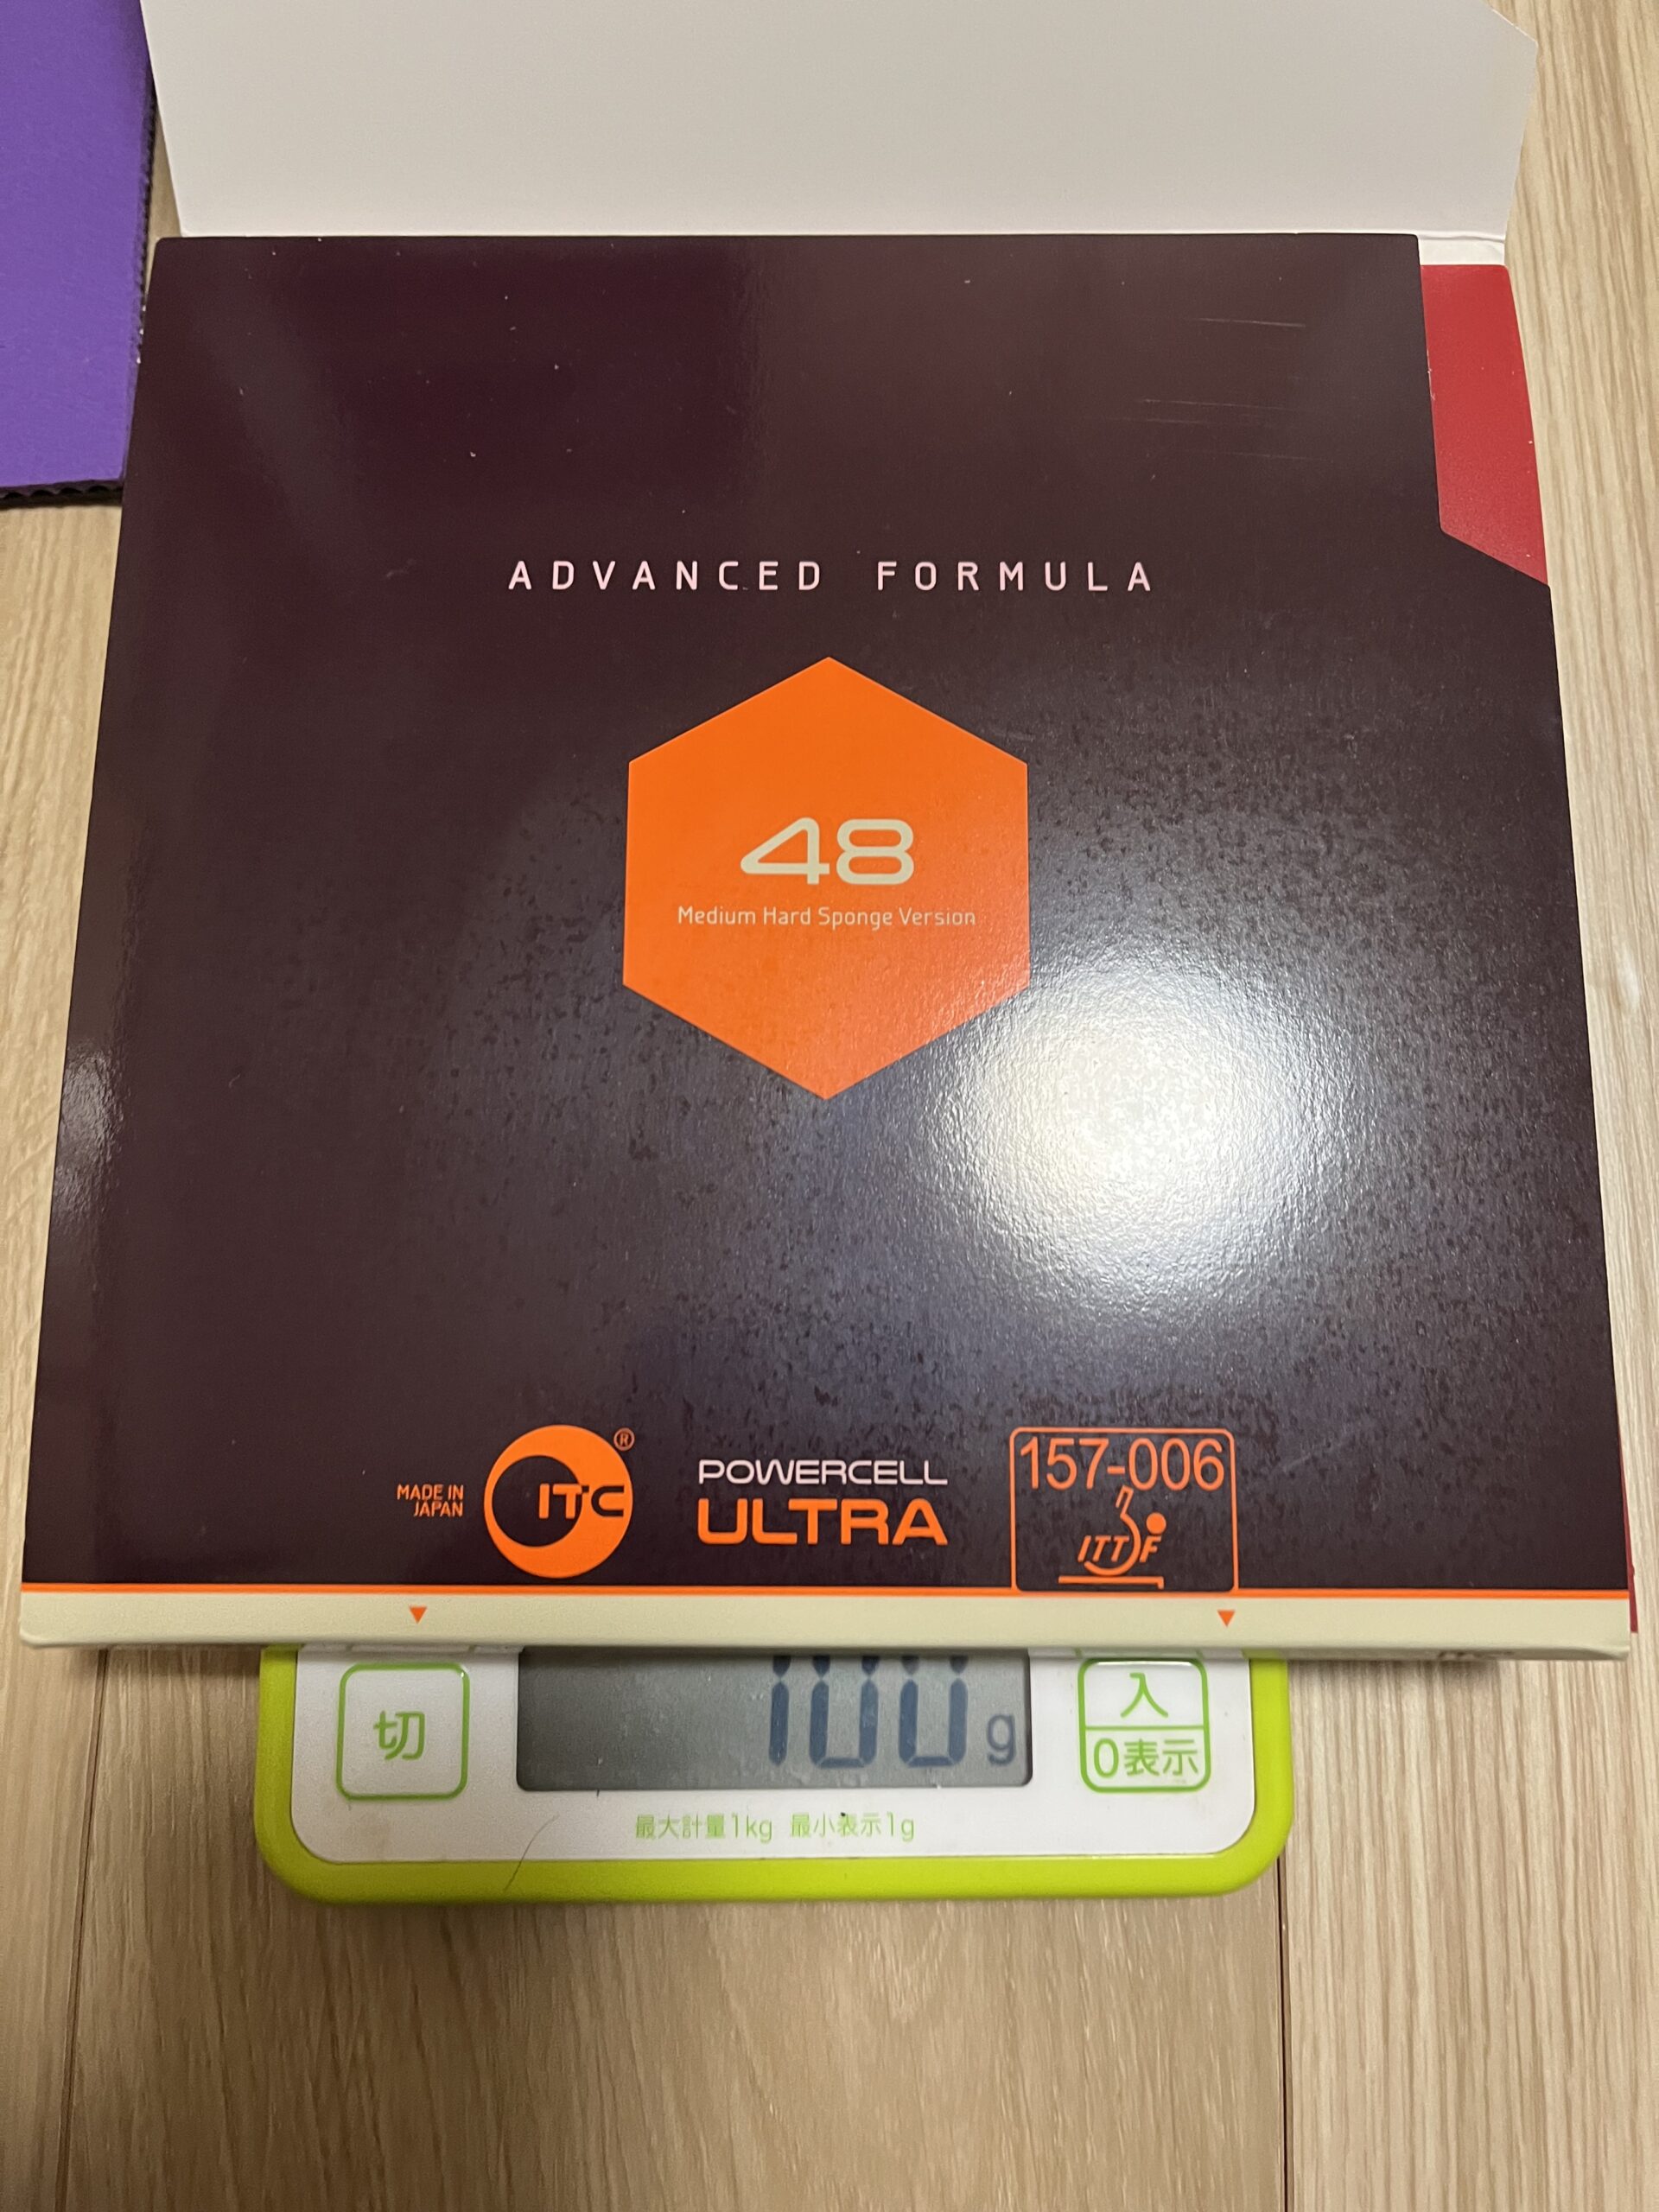 ADVANCED FORMULA
48
Medium Hard Sponge Version
MADE IN
JAPAN
ITC
®
POWERCELL
ULTRA
157-006
ITTF
切
100 g
入
0表示
最大計量1kg 最小表示1g